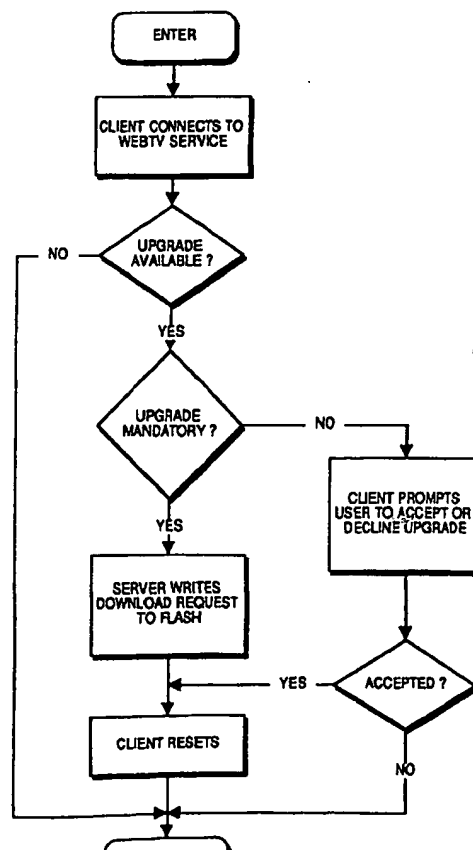 ENTER
CLIENT CONNECTS TO
WEBTV SERVICE
UPGRADE
AVAILABLE ?
NO
YES
UPGRADE
MANDATORY ?
NO
YES
CLIENT PROMPTS
USER TO ACCEPT OR
DECLINE UPGRADE
SERVER WRITES
DOWNLOAD REQUEST
TO FLASH
ACCEPTED ?
YES
NO
CLIENT RESETS